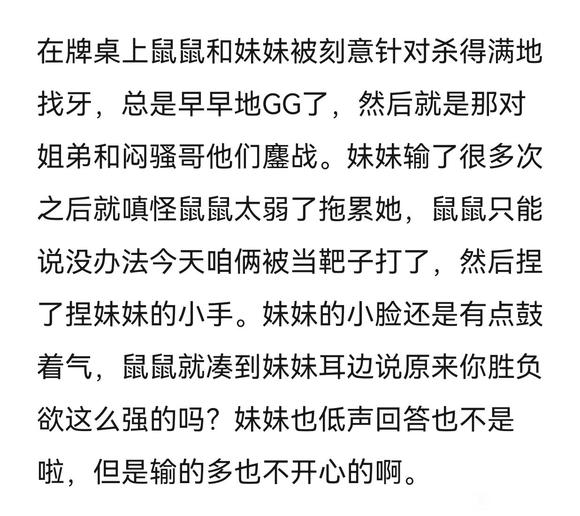 在牌桌上鼠鼠和妹妹被刻意针对杀得满地
找牙，总是早早地GG了，然后就是那对
姐弟和闷骚哥他们鏖战。妹妹输了很多次
之后就嗔怪鼠鼠太弱了拖累她，鼠鼠只能
说没办法今天咱俩被当靶子打了，然后捏
了捏妹妹的小手。妹妹的小脸还是有点鼓
着气，鼠鼠就凑到妹妹耳边说原来你胜负
欲这么强的吗？妹妹也低声回答也不是
啦，但是输的多也不开心的啊。